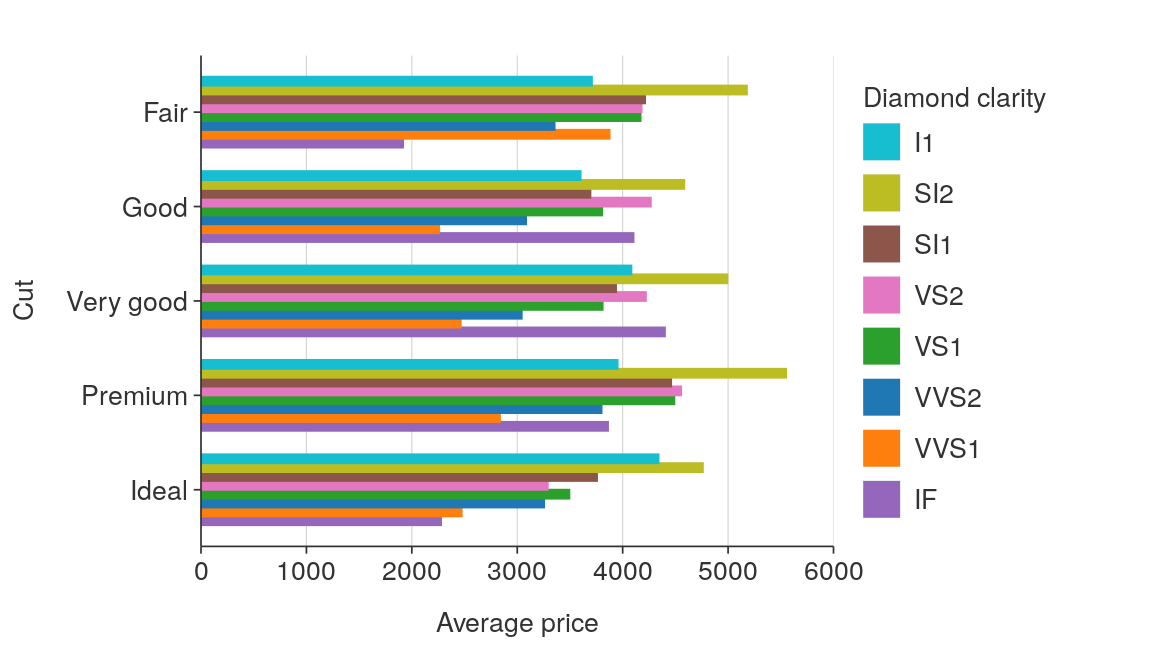 Cut
Fair
Good
Very good
Premium
Ideal
0 1000 2000 3000 4000 5000 6000
Average price
Diamond clarity
I1
SI2
SI1
VS2
VS1
VVS2
VVS1
IF